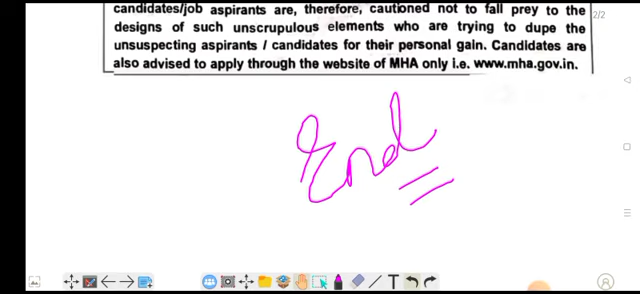 candidates/job aspirants are, therefore, cautioned not to fall prey to the
designs of such unscrupulous elements who are trying to dupe the
unsuspecting aspirants / candidates for their personal gain. Candidates are
also advised to apply through the website of MHA only i.e. www.mha.gov.in.
2/2
End
T